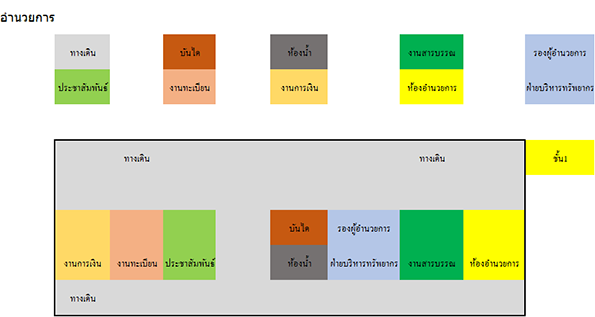 อำนวยการ
ทางเดิน บันได ห้องน้ำ งานสารบรรณ รองผู้อำนวยการ
ประชาสัมพันธ์ งานทะเบียน งานการเงิน ห้องอำนวยการ ฝ่ายบริหารทรัพยากร
ทางเดิน ทางเดิน ชั้น1
บันได รองผู้อำนวยการ
งานการเงิน งานทะเบียน ประชาสัมพันธ์ ห้องน้ำ ฝ่ายบริหารทรัพยากร งานสารบรรณ ห้องอำนวยการ
ทางเดิน